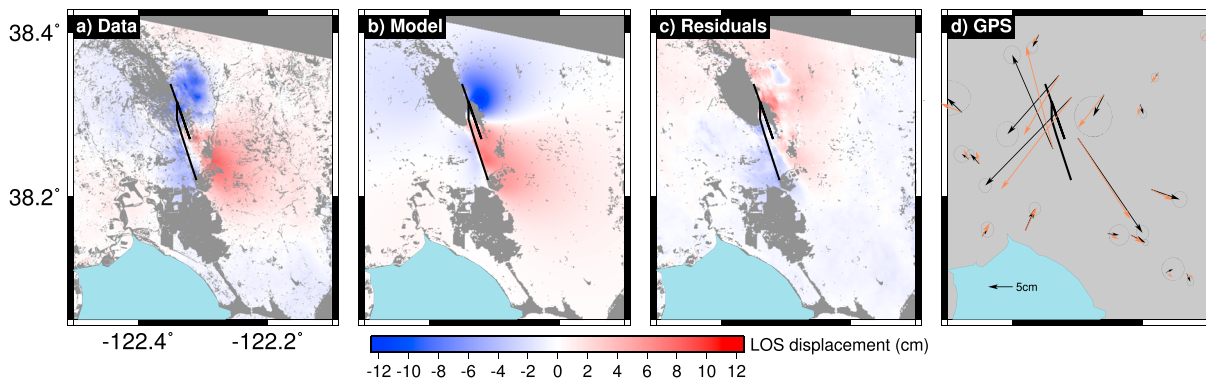 a) Data
b) Model
c) Residuals
d) GPS
38.4°
38.2°
5cm
-122.4°
-122.2°
LOS displacement (cm)
-12 -10 -8 -6 -4 -2 0 2 4 6 8 10 12